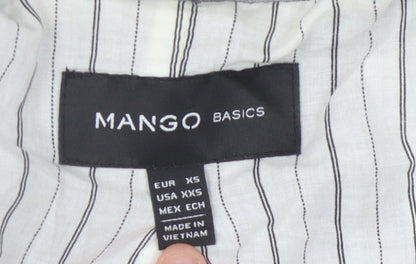 MANGO BASICS
EUR XS
USA XXS
MEX ECH
MADE IN
VIETNAM